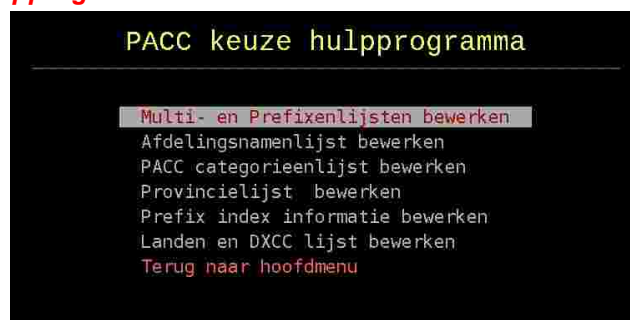 PACC keuze hulpprogramma
Multi- en Prefixenlijsten bewerken
Afdelingsnamenlijst bewerken
PACC categorieenlijst bewerken
Provincielijst bewerken
Prefix index informatie bewerken
Landen en DXCC lijst bewerken
Terug naar hoofdmenu